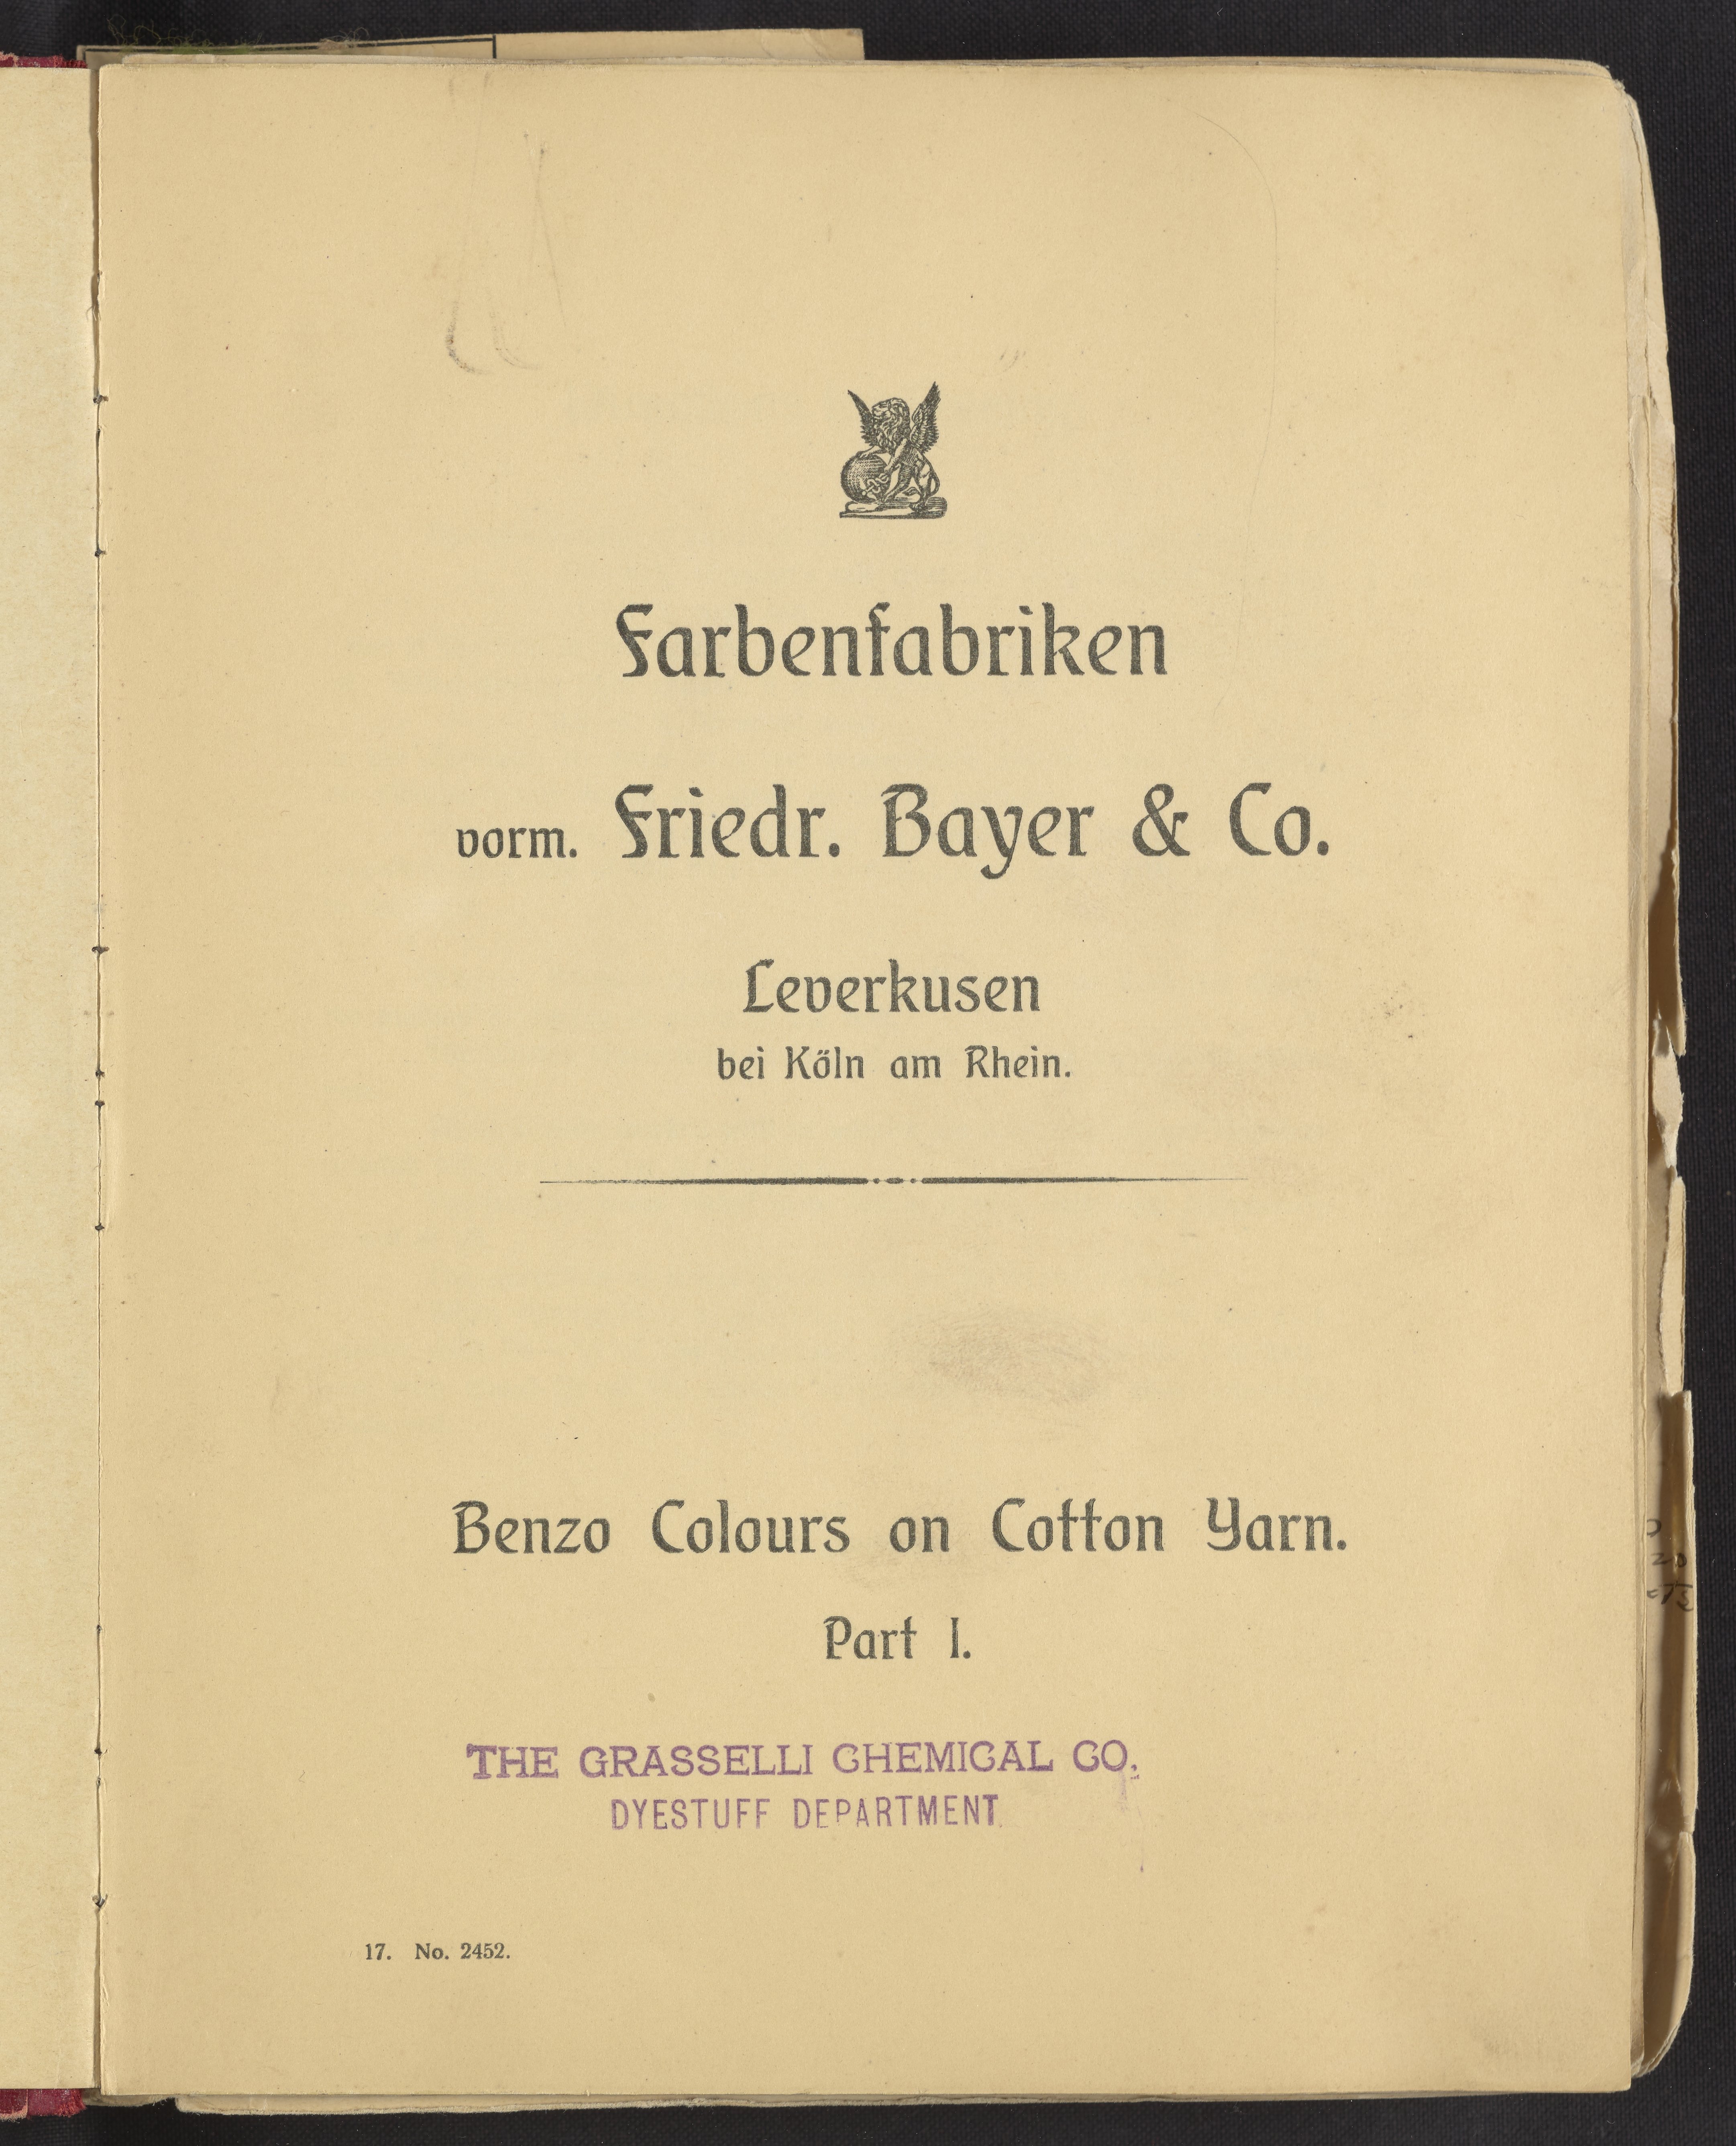 Farbenfabriken
vorm. Friedr. Bayer & Co.
Leverkusen
bei Köln am Rhein.
Benzo Colours on Cotton Yarn.
Part I.
THE GRASSELLI CHEMICAL CO.
DYESTUFF DEPARTMENT
17. No. 2452.